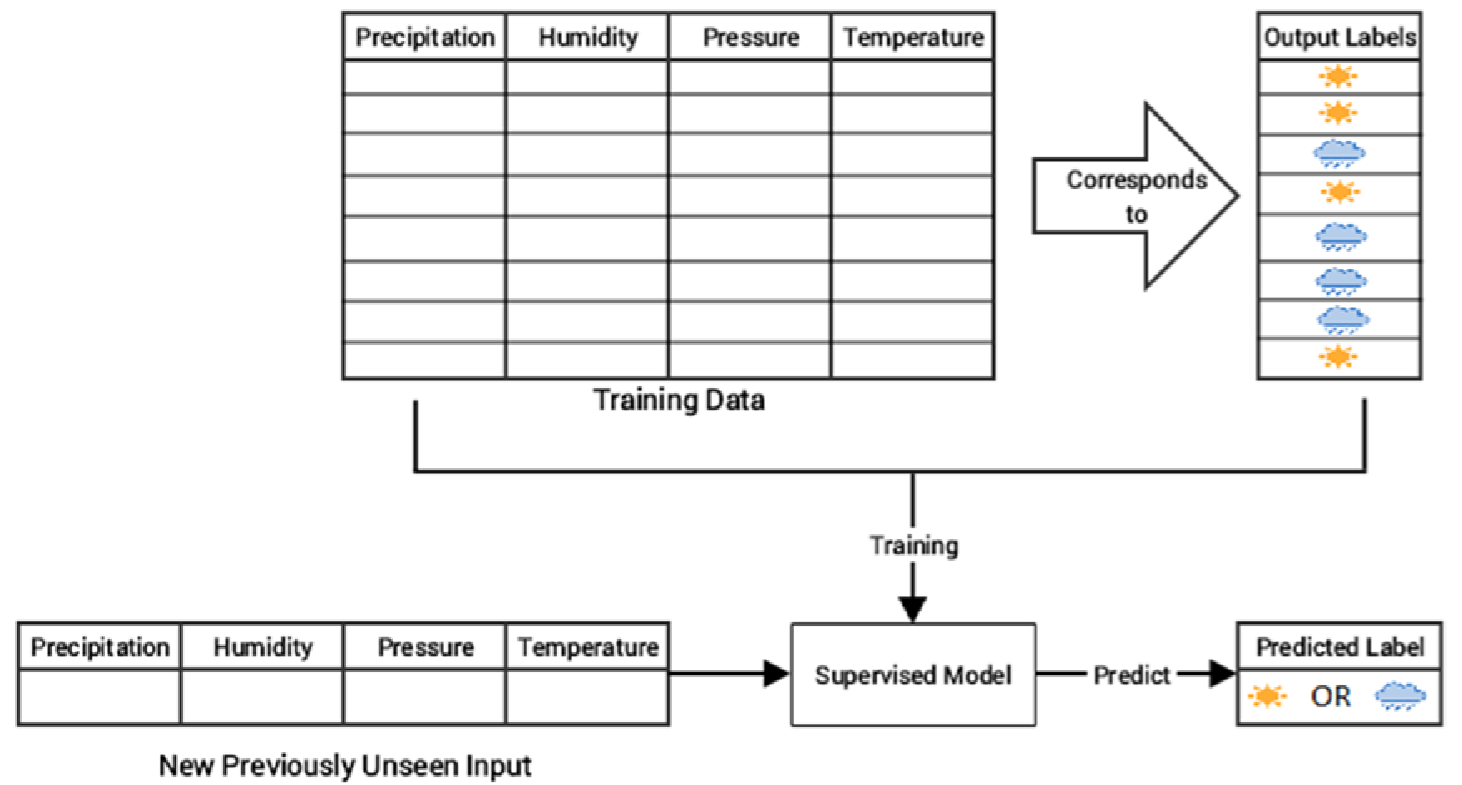 Precipitation Humidity Pressure Temperature
Output Labels
Corresponds
to
Training Data
Training
Precipitation Humidity Pressure Temperature
Supervised Model
Predict
Predicted Label
OR
New Previously Unseen Input